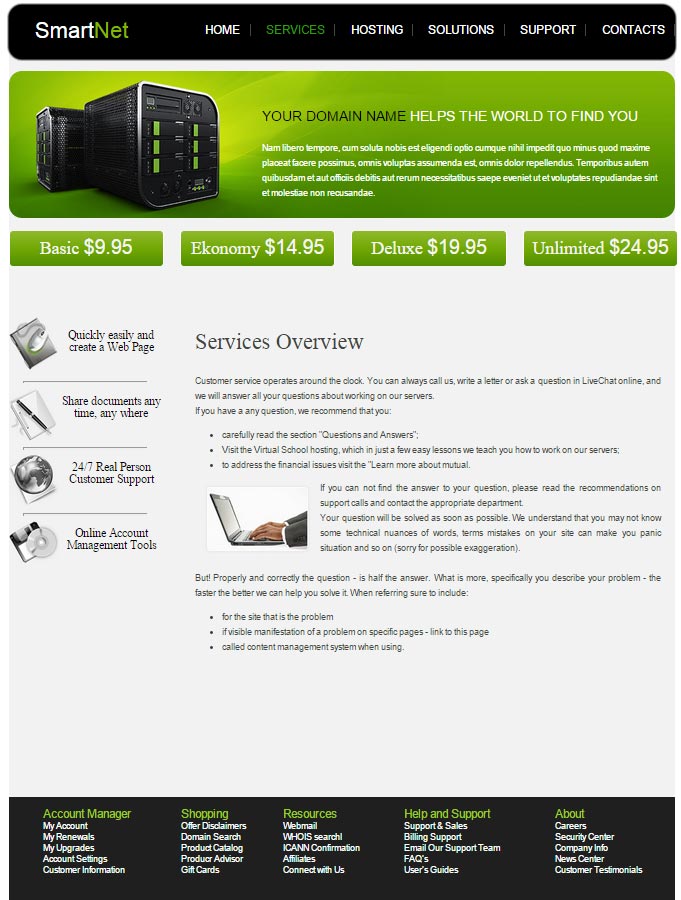 SmartNet
HOME SERVICES HOSTING SOLUTIONS SUPPORT CONTACTS
YOUR DOMAIN NAME HELPS THE WORLD TO FIND YOU
Nam libero tempore, cum soluta nobis est eligendi optio cumque nihil impedit quo minus quod maxime
placeat facere possimus, omnis voluptas assumenda est, omnis dolor repellendus. Temporibus autem
quibusdam et aut officiis debitis aut rerum necessitatibus saepe eveniet ut et voluptates repudiandae sint
et molestiae non recusandae.
Basic $9.95
Ekonomy $14.95
Deluxe $19.95
Unlimited $24.95
Quickly easily and
create a Web Page
Share documents any
time, any where
24/7 Real Person
Customer Support
Online Account
Management Tools
Services Overview
Customer service operates around the clock. You can always call us, write a letter or ask a question in LiveChat online, and
we will answer all your questions about working on our servers.
If you have a any question, we recommend that you:
• carefully read the section "Questions and Answers";
• Visit the Virtual School hosting, which in just a few easy lessons we teach you how to work on our servers;
• to address the financial issues visit the "Learn more about mutual.
If you can not find the answer to your question, please read the recommendations on
support calls and contact the appropriate department.
Your question will be solved as soon as possible. We understand that you may not know
some technical nuances of words, terms mistakes on your site can make you panic
situation and so on (sorry for possible exaggeration).
But! Properly and correctly the question - is half the answer. What is more, specifically you describe your problem - the
faster the better we can help you solve it. When referring sure to include:
• for the site that is the problem
• if visible manifestation of a problem on specific pages - link to this page
• called content management system when using.
Account Manager
My Account
My Renewals
My Upgrades
Account Settings
Customer Information
Shopping
Offer Disclaimers
Domain Search
Product Catalog
Producr Advisor
Gift Cards
Resources
Webmail
WHOIS search!
ICANN Confirmation
Affiliates
Connect with Us
Help and Support
Support & Sales
Billing Support
Email Our Support Team
FAQ's
User's Guides
About
Careers
Security Center
Company Info
News Center
Customer Testimonials